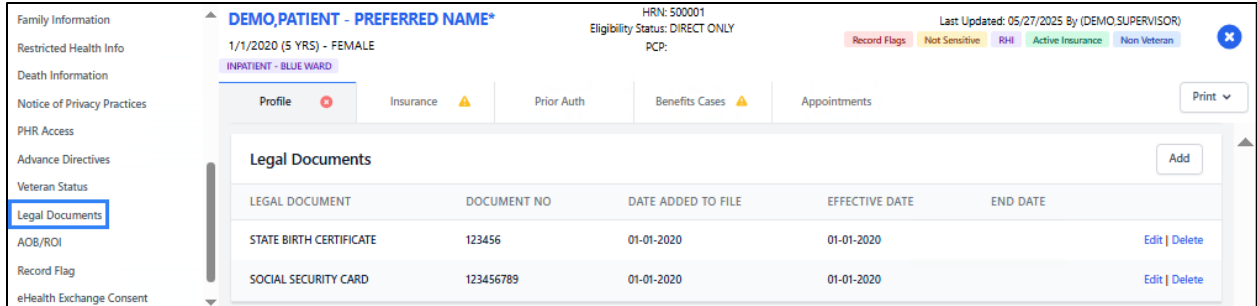 Family Information
Restricted Health Info
Death Information
Notice of Privacy Practices
PHR Access
Advance Directives
Veteran Status
Legal Documents
AOB/ROI
Record Flag
eHealth Exchange Consent
DEMO,PATIENT - PREFERRED NAME*
1/1/2020 (5 YRS) - FEMALE
INPATIENT - BLUE WARD
HRN: 500001
Eligibility Status: DIRECT ONLY
PCP:
Last Updated: 05/27/2025 By (DEMO,SUPERVISOR)
Record Flags Not Sensitive RHI Active Insurance Non Veteran
Profile Insurance Prior Auth Benefits Cases Appointments Print
Legal Documents Add
LEGAL DOCUMENT DOCUMENT NO DATE ADDED TO FILE EFFECTIVE DATE END DATE
STATE BIRTH CERTIFICATE 123456 01-01-2020 01-01-2020 Edit | Delete
SOCIAL SECURITY CARD 123456789 01-01-2020 01-01-2020 Edit | Delete